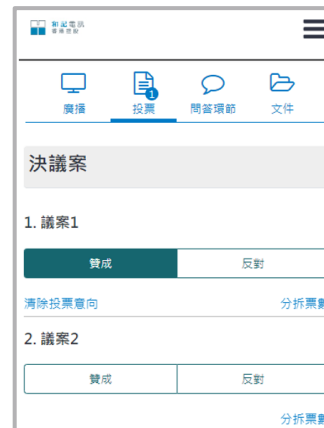 和記電訊
廣播
投票
1
問答環節
文件
決議案
1. 議案1
贊成
反對
清除投票意向
分拆票數
2. 議案2
贊成
反對
分拆票數